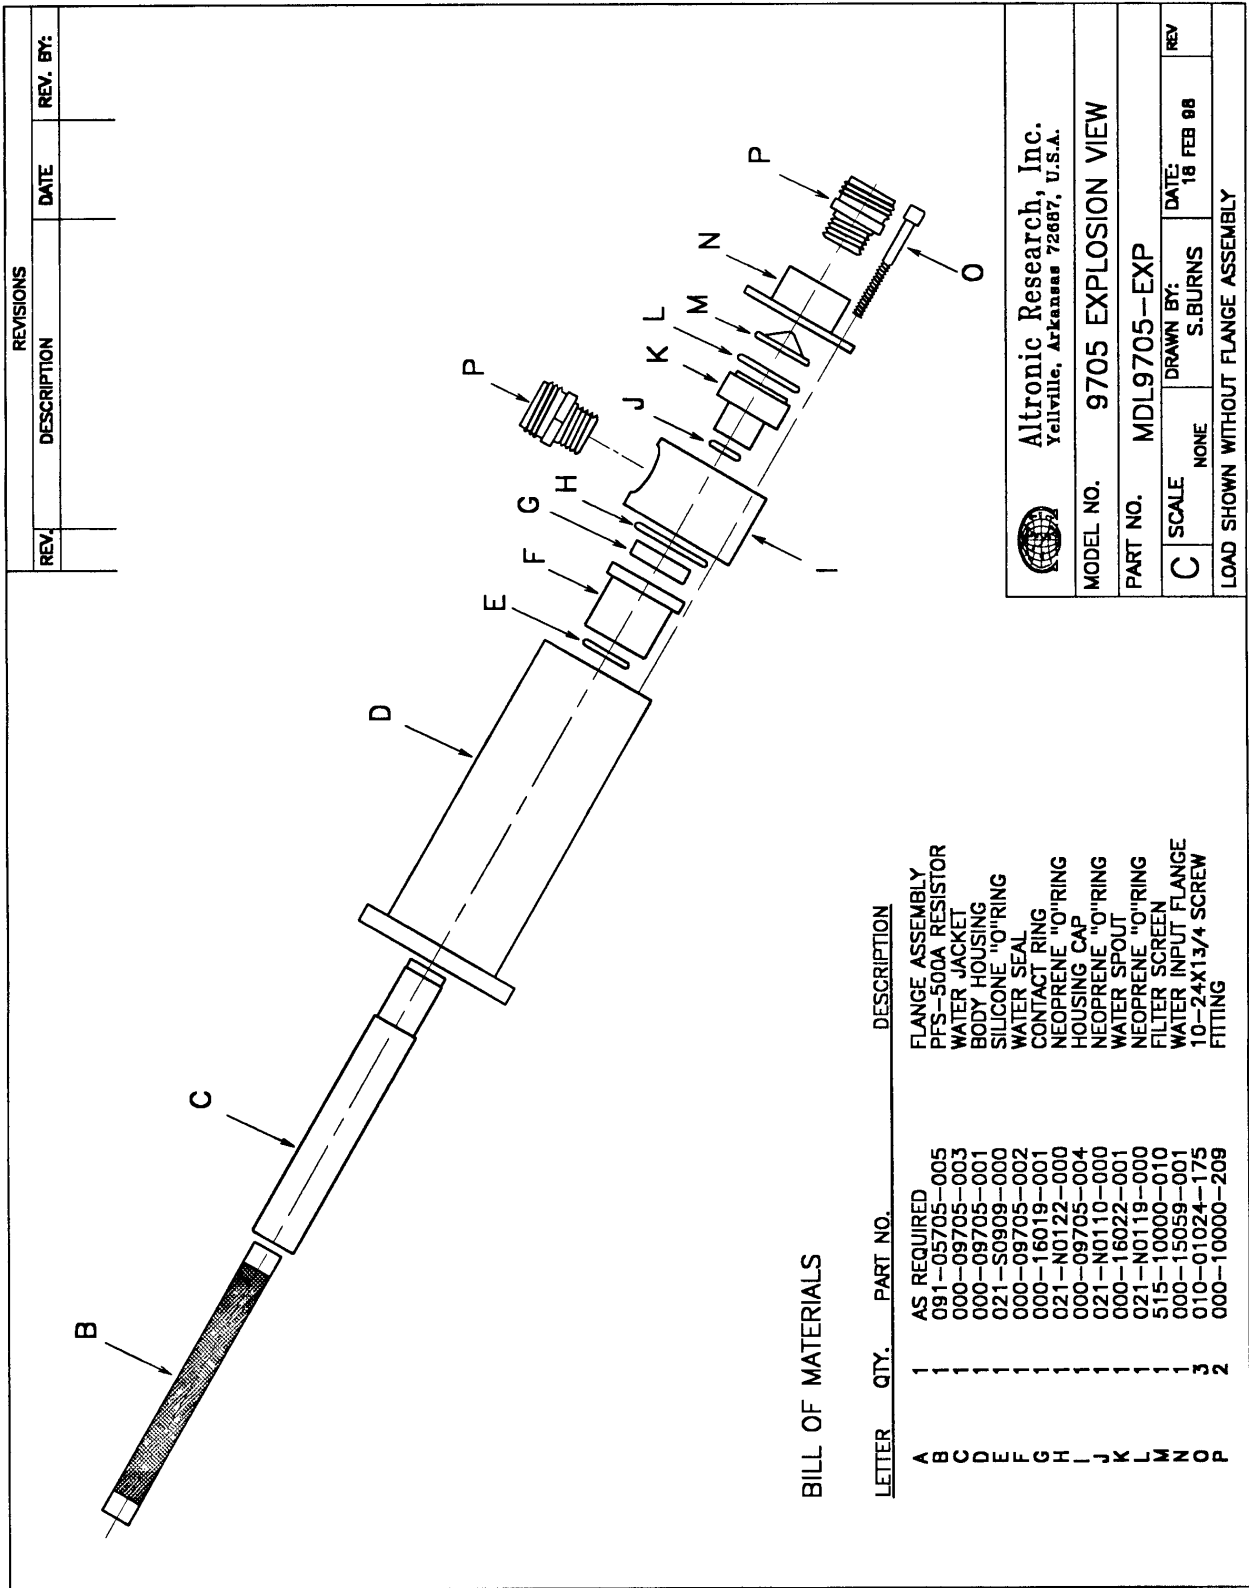 REVISIONS
REV. DESCRIPTION DATE REV. BY:
B
C
D
E
F
G
H
I
J
K
L
M
N
O
P
P
BILL OF MATERIALS
LETTER QTY. PART NO. DESCRIPTION
A 1 AS REQUIRED FLANGE ASSEMBLY
B 1 091-05705-005 PFS-500A RESISTOR
C 1 000-09705-003 WATER JACKET
D 1 000-09705-001 BODY HOUSING
E 1 021-S0909-000 SILICONE "O"RING
F 1 000-09705-002 WATER SEAL
G 1 000-16019-001 CONTACT RING
H 1 021-N0122-000 NEOPRENE "O"RING
I 1 000-09705-004 HOUSING CAP
J 1 021-N0110-000 NEOPRENE "O"RING
K 1 000-16022-001 WATER SPOUT
L 1 021-N0119-000 NEOPRENE "O"RING
M 1 515-10000-010 FILTER SCREEN
N 1 000-15059-001 WATER INPUT FLANGE
O 3 010-01024-175 10-24X13/4 SCREW
P 2 000-10000-209 FITTING
Altronic Research, Inc.
Yellville, Arkansas 72687, U.S.A.
MODEL NO. 9705 EXPLOSION VIEW
PART NO. MDL9705-EXP
C SCALE NONE DRAWN BY: S.BURNS DATE: 18 FEB 98 REV
LOAD SHOWN WITHOUT FLANGE ASSEMBLY